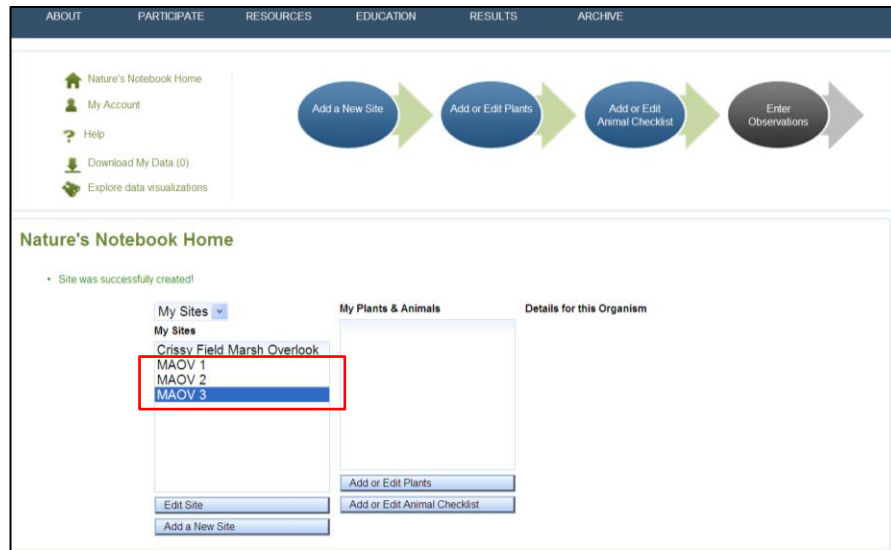 ABOUT PARTICIPATE RESOURCES EDUCATION RESULTS ARCHIVE
Nature's Notebook Home
My Account
? Help
Download My Data (0)
Explore data visualizations
Add a New Site
Add or Edit Plants
Add or Edit
Animal Checklist
Enter
Observations
Nature's Notebook Home
• Site was successfully created!
My Sites
My Sites
Crissy Field Marsh Overlook
MAOV 1
MAOV 2
MAOV 3
Edit Site
Add a New Site
My Plants & Animals
Add or Edit Plants
Add or Edit Animal Checklist
Details for this Organism